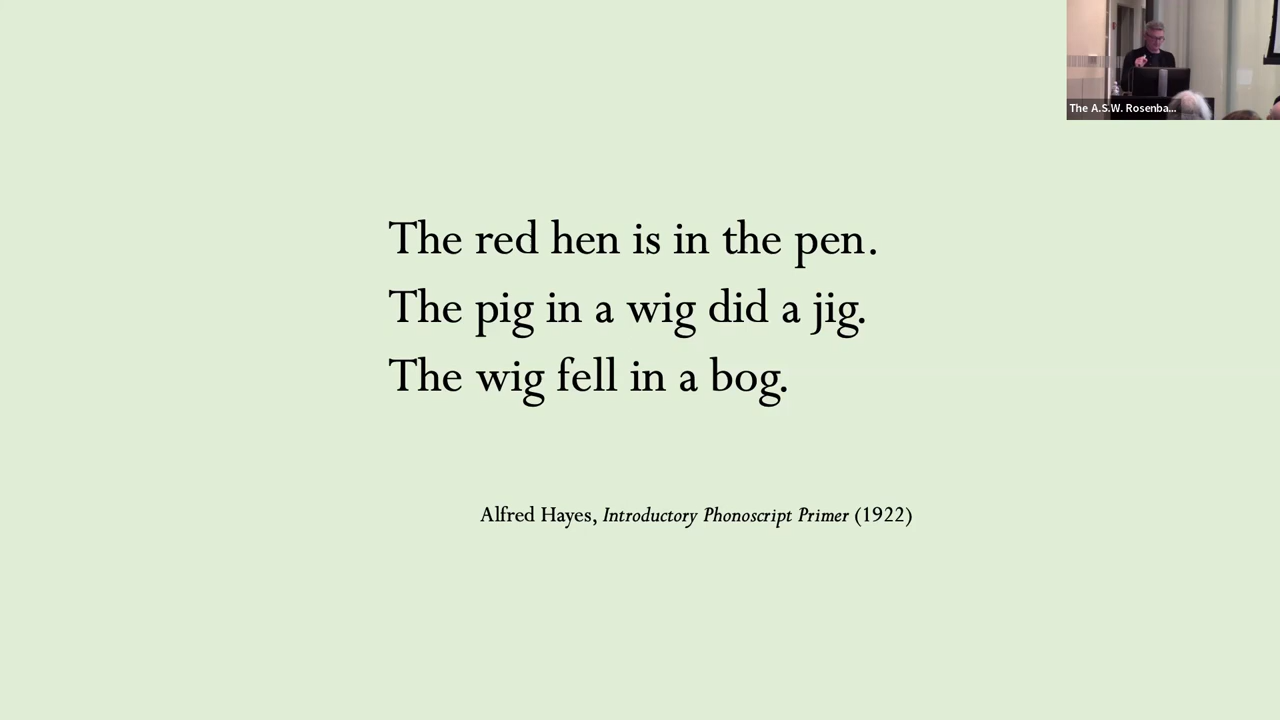 The A.S.W. Rosenba...
The red hen is in the pen.
The pig in a wig did a jig.
The wig fell in a bog.
Alfred Hayes, Introductory Phonoscript Primer (1922)